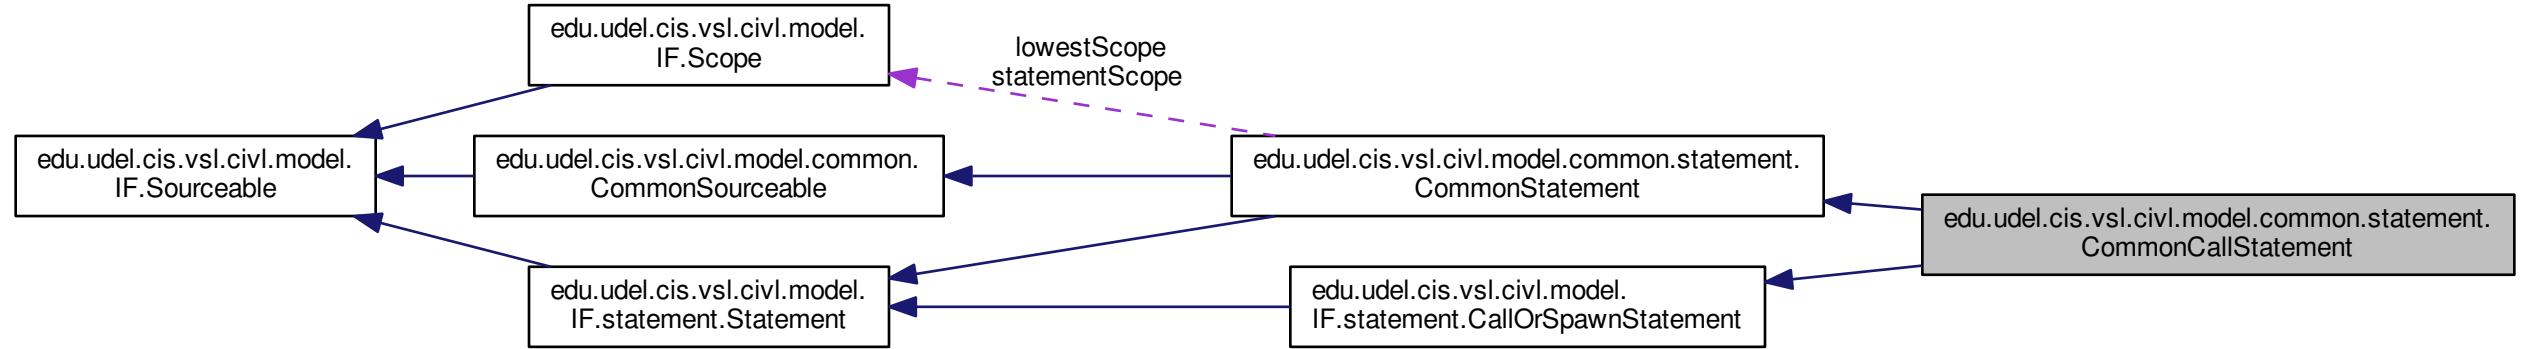 edu.udel.cis.vsl.civl.model.
IF.Scope
lowestScope
statementScope
edu.udel.cis.vsl.civl.model.
IF.Sourceable
edu.udel.cis.vsl.civl.model.common.
CommonSourceable
edu.udel.cis.vsl.civl.model.common.statement.
CommonStatement
edu.udel.cis.vsl.civl.model.common.statement.
CommonCallStatement
edu.udel.cis.vsl.civl.model.
IF.statement.Statement
edu.udel.cis.vsl.civl.model.
IF.statement.CallOrSpawnStatement